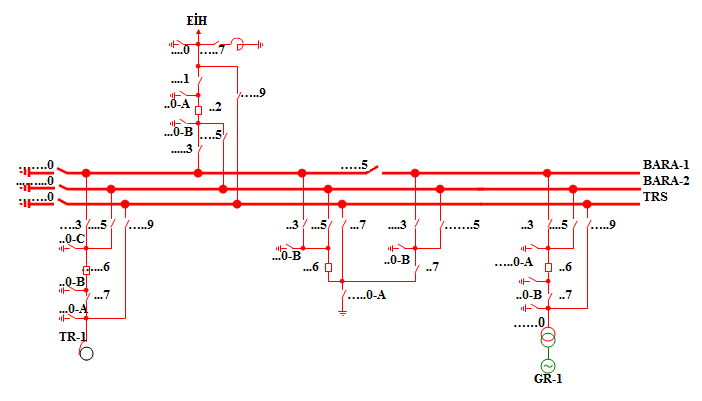 EİH
....0
.....7
....1
..0-A
..2
.....9
...0-B
....5
.....3
.......0
.....5
BARA-1
.........0
BARA-2
.......0
TRS
....3
....5
.....9
..3
...5
...7
....3
.......5
..3
....5
.....9
..0-C
...0-B
..0-B
......6
...6
..7
.....0-A
..6
..0-B
...7
.....0-A
..0-B
..7
...0-A
......0
TR-1
GR-1